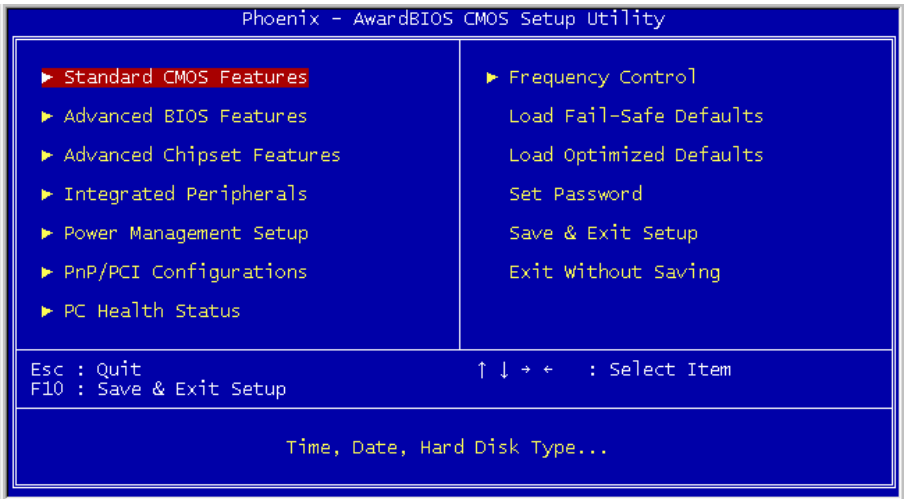 Phoenix - AwardBIOS CMOS Setup Utility
▶ Standard CMOS Features
▶ Advanced BIOS Features
▶ Advanced Chipset Features
▶ Integrated Peripherals
▶ Power Management Setup
▶ PnP/PCI Configurations
▶ PC Health Status
▶ Frequency Control
Load Fail-Safe Defaults
Load Optimized Defaults
Set Password
Save & Exit Setup
Exit Without Saving
Esc : Quit
F10 : Save & Exit Setup
↑ ↓ → ← : Select Item
Time, Date, Hard Disk Type...